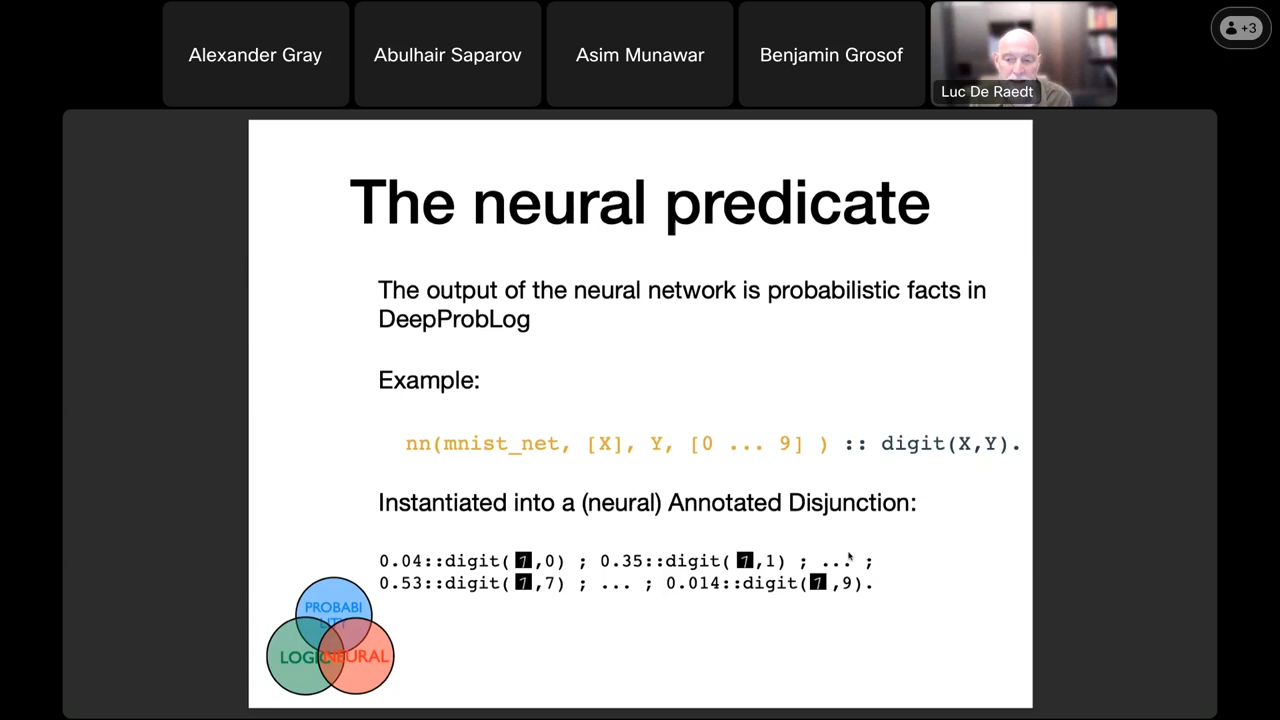 Alexander Gray
Abulhair Saparov
Asim Munawar
Benjamin Grosof
Luc De Raedt
+3
The neural predicate
The output of the neural network is probabilistic facts in
DeepProbLog
Example:
nn(mnist_net, [X], Y, [0 ... 9] ) :: digit(X,Y).
Instantiated into a (neural) Annotated Disjunction:
0.04::digit( 7,0) ; 0.35::digit( 7,1) ; ... ;
0.53::digit( 7,7) ; ... ; 0.014::digit( 7,9).
PROBABI
LITY
LOGIC NEURAL